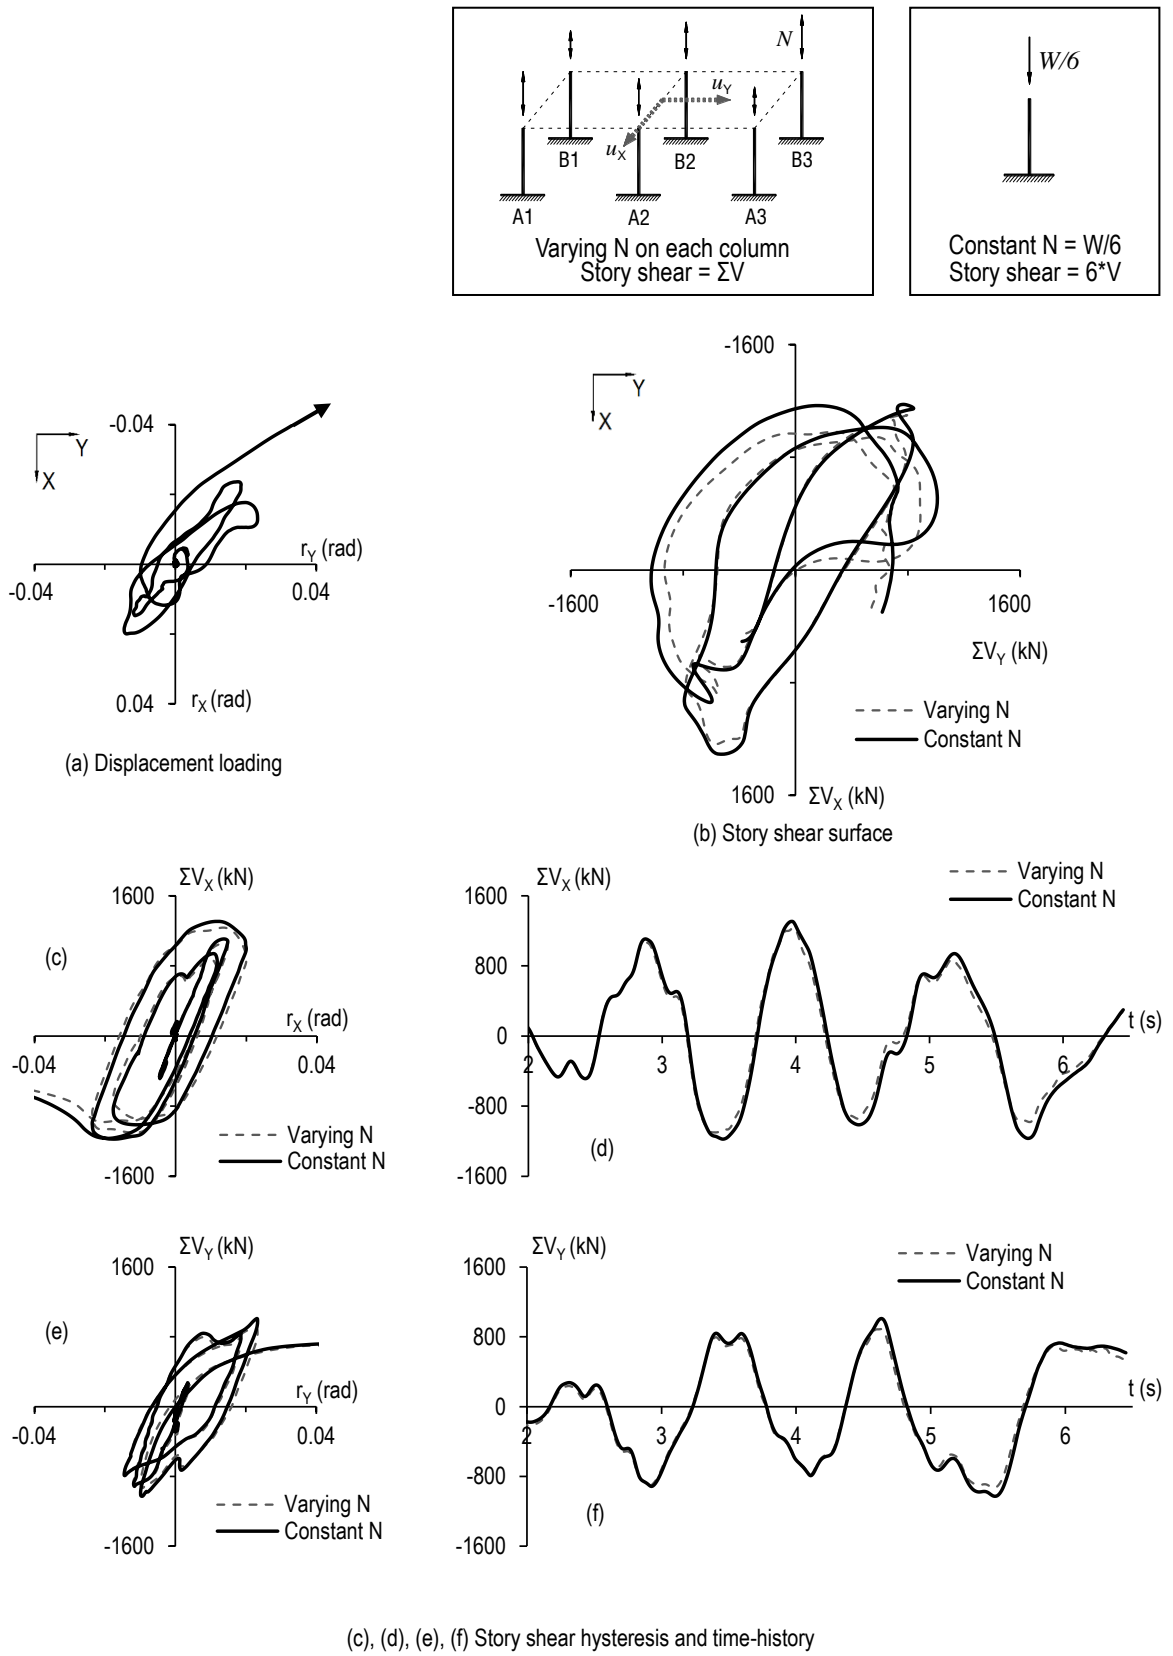 N
u_Y
u_X
B1
B2
B3
A1
A2
A3
Varying N on each column
Story shear = ΣV
W/6
Constant N = W/6
Story shear = 6*V
Y
X
-0.04
r_Y (rad)
-0.04
0.04
0.04
r_X (rad)
(a) Displacement loading
-1600
Y
X
-1600
1600
ΣV_Y (kN)
Varying N
Constant N
1600
ΣV_X (kN)
(b) Story shear surface
ΣV_X (kN)
1600
(c)
r_X (rad)
-0.04
0.04
Varying N
Constant N
-1600
ΣV_X (kN)
Varying N
Constant N
1600
800
0
-800
-1600
2
3
4
5
6
t (s)
(d)
ΣV_Y (kN)
1600
(e)
r_Y (rad)
-0.04
0.04
Varying N
Constant N
-1600
ΣV_Y (kN)
Varying N
Constant N
1600
800
0
-800
-1600
2
3
4
5
6
t (s)
(f)
(c), (d), (e), (f) Story shear hysteresis and time-history